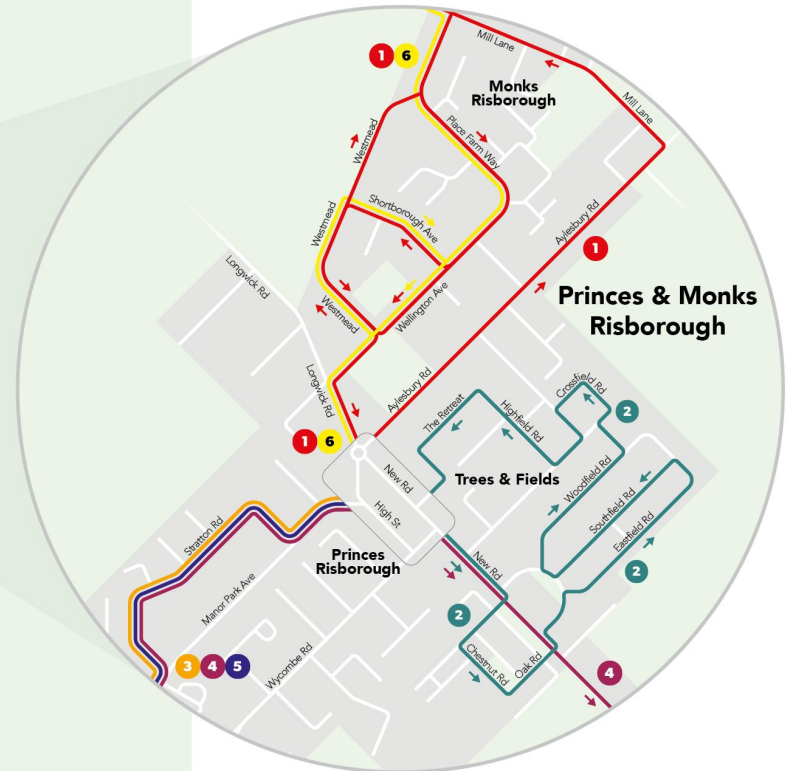 Mill Lane
1 6
Monks
Risborough
Mill Lane
Westmead
Place Farm Way
Shortborough Ave
Aylesbury Rd
Westmead
1
Longwick Rd
Princes & Monks
Risborough
Westmead
Wellington Ave
Longwick Rd
Aylesbury Rd
Crossfield Rd
The Retreat
Highfield Rd
2
1 6
New Rd
Trees & Fields
Woodfield Rd
High St
Southfield Rd
Stratton Rd
Eastfield Rd
Princes
Risborough
New Rd
2
Manor Park Ave
2
Wycombe Rd
3 4 5
Chestnut Rd
Oak Rd
4